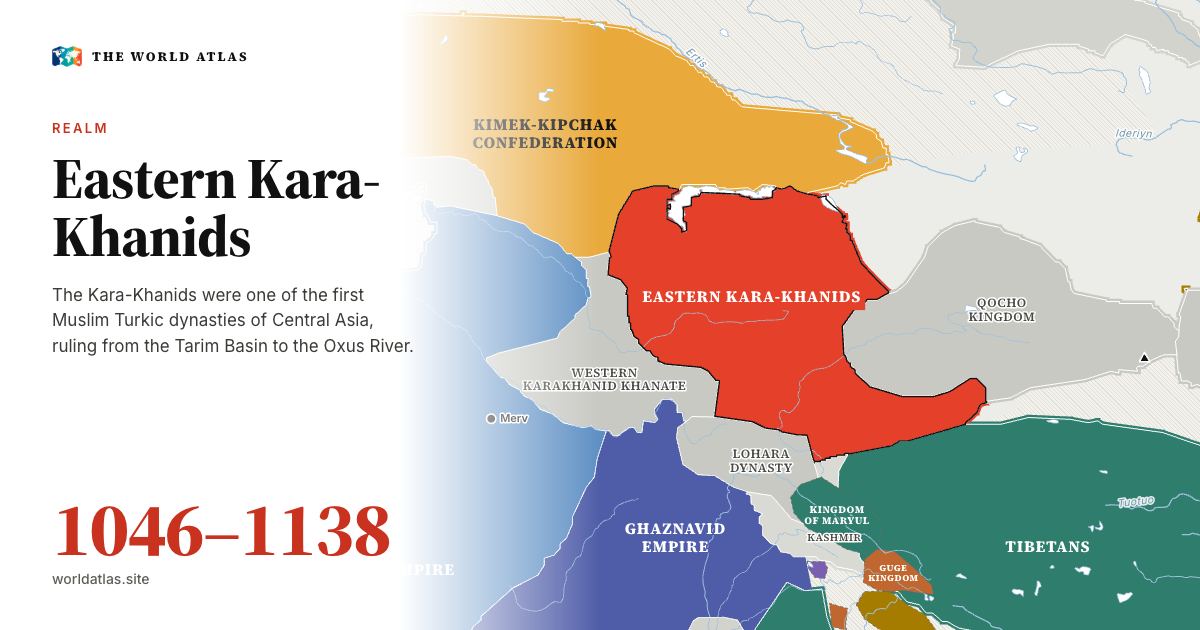 THE WORLD ATLAS
REALM
Eastern Kara-
Khanids
The Kara-Khanids were one of the first
Muslim Turkic dynasties of Central Asia,
ruling from the Tarim Basin to the Oxus River.
1046–1138
worldatlas.site
Ertis
KIMEK-KIPCHAK
CONFEDERATION
Ideriyn
EASTERN KARA-KHANIDS
QOCHO
KINGDOM
WESTERN
KARAKHANID KHANATE
Merv
LOHARA
DYNASTY
Tuotuo
KINGDOM
OF MARYUL
KASHMIR
GHAZNAVID
EMPIRE
TIBETANS
GUGE
KINGDOM
PIRE